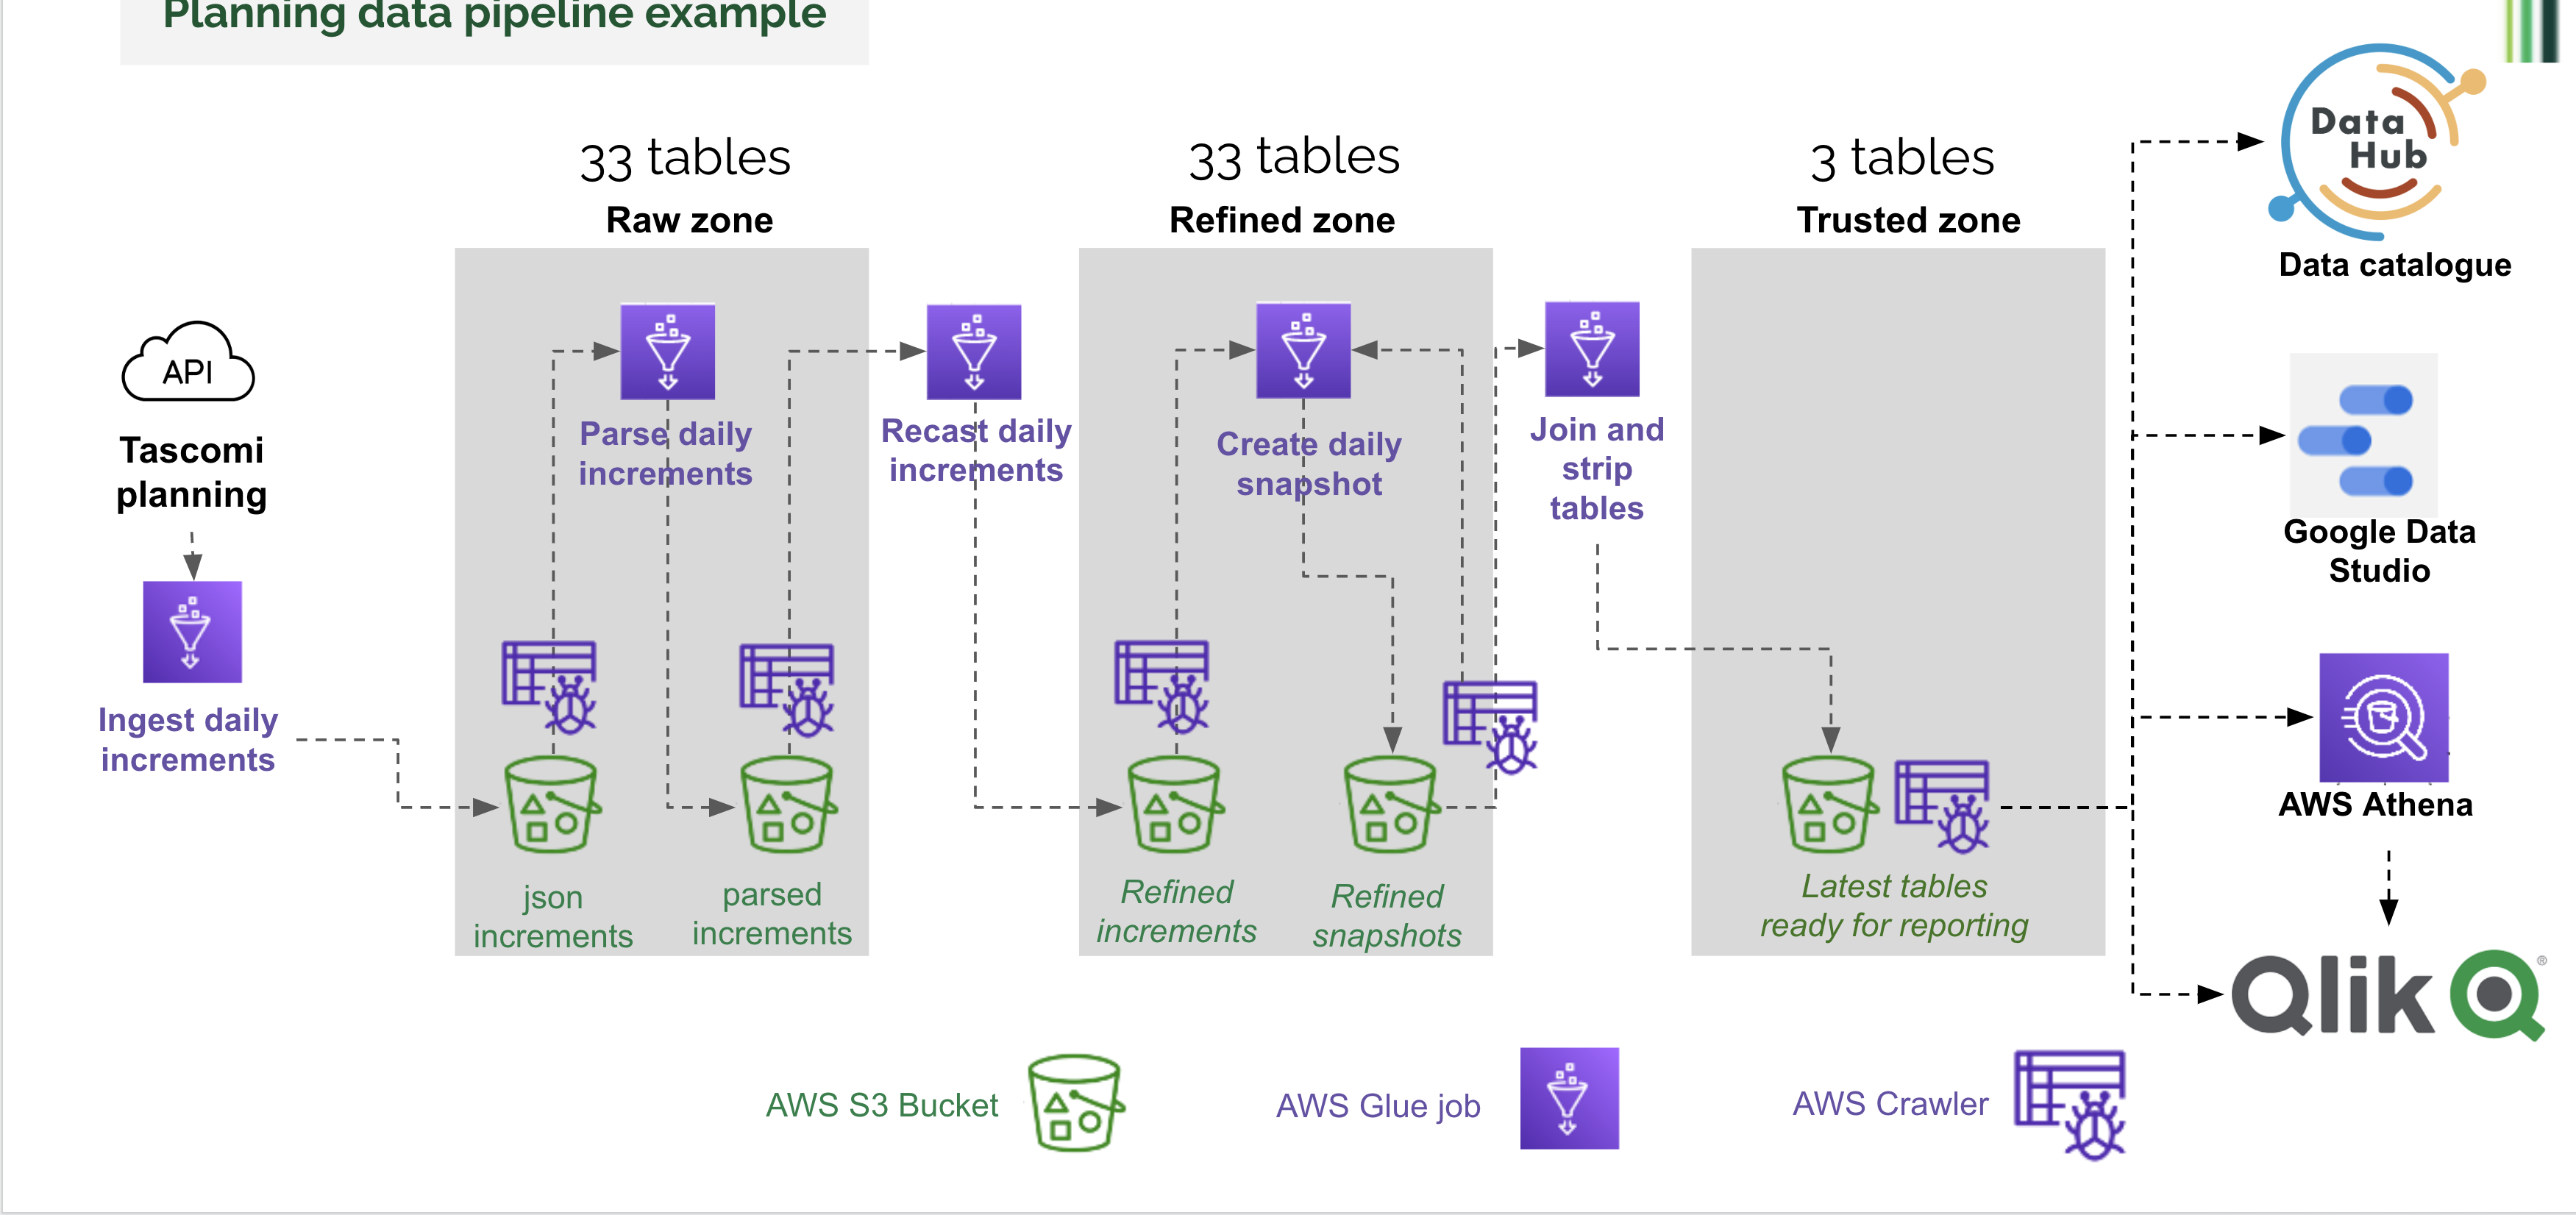 Planning data pipeline example
33 tables
Raw zone
33 tables
Refined zone
3 tables
Trusted zone
API
Tascomi
planning
Ingest daily
increments
Parse daily
increments
Recast daily
increments
Create daily
snapshot
Join and
strip
tables
json
increments
parsed
increments
Refined
increments
Refined
snapshots
Latest tables
ready for reporting
Data
Hub
Data catalogue
Google Data
Studio
AWS Athena
Qlik
®
AWS S3 Bucket
AWS Glue job
AWS Crawler